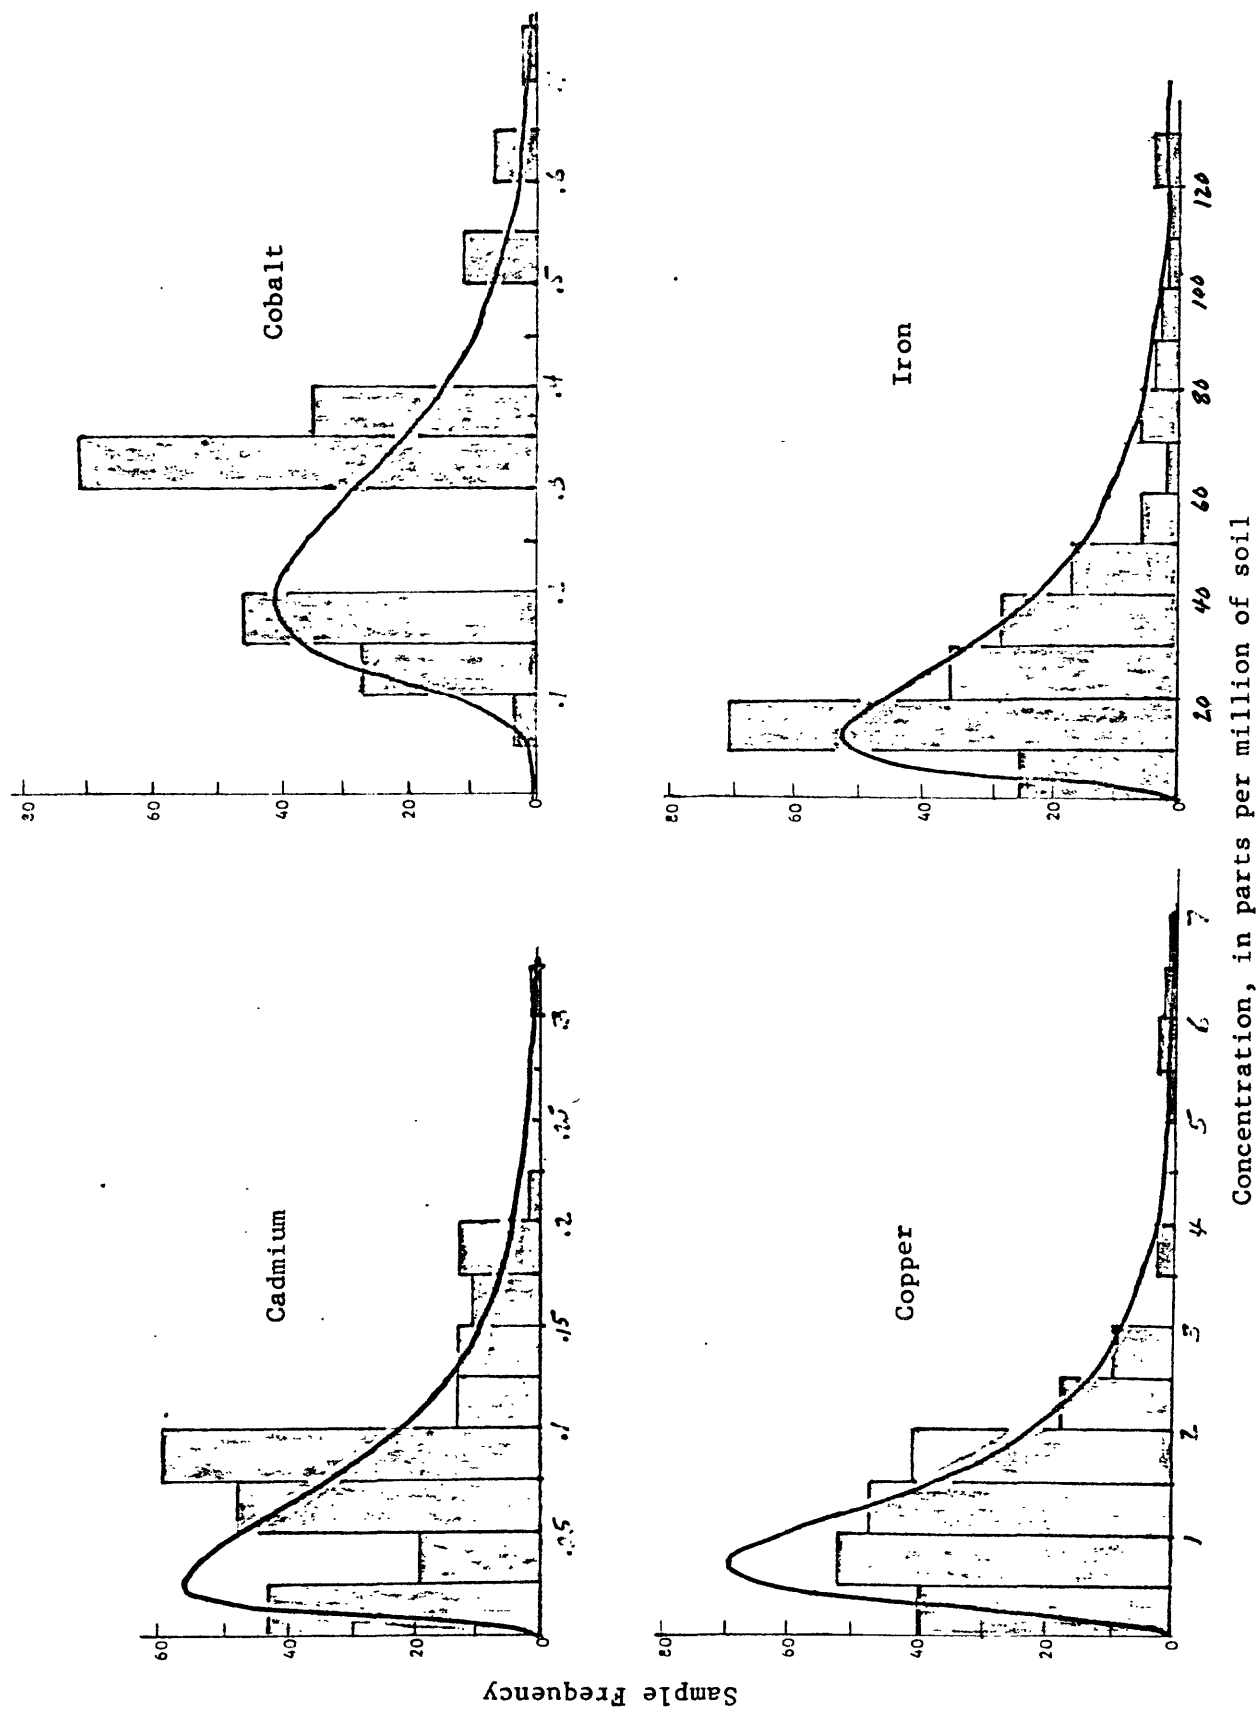 Sample Frequency
Cadmium
60
40
20
0
.05 .1 .15 .2 .25 .3
Cobalt
80
60
40
20
0
.1 .2 .3 .4 .5 .6
Copper
80
60
40
20
0
1 2 3 4 5 6 7
Iron
80
60
40
20
0
20 40 60 80 100 120
Concentration, in parts per million of soil